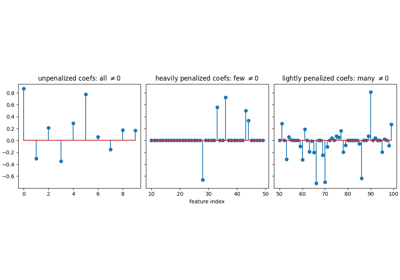 unpenalized coefs: all ≠0
heavily penalized coefs: few ≠0
lightly penalized coefs: many ≠0
0.8
0.6
0.4
0.2
0.0
−0.2
−0.4
−0.6
0 2 4 6 8
10 20 30 40 50
50 60 70 80 90 100
feature index